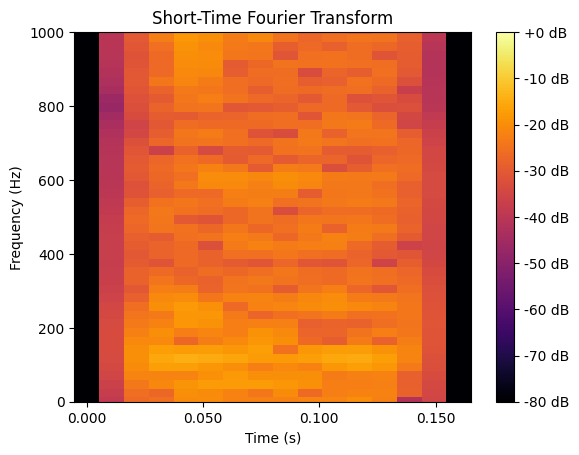 Short-Time Fourier Transform
1000
800
600
400
200
0
Frequency (Hz)
0.000
0.050
0.100
0.150
Time (s)
+0 dB
-10 dB
-20 dB
-30 dB
-40 dB
-50 dB
-60 dB
-70 dB
-80 dB